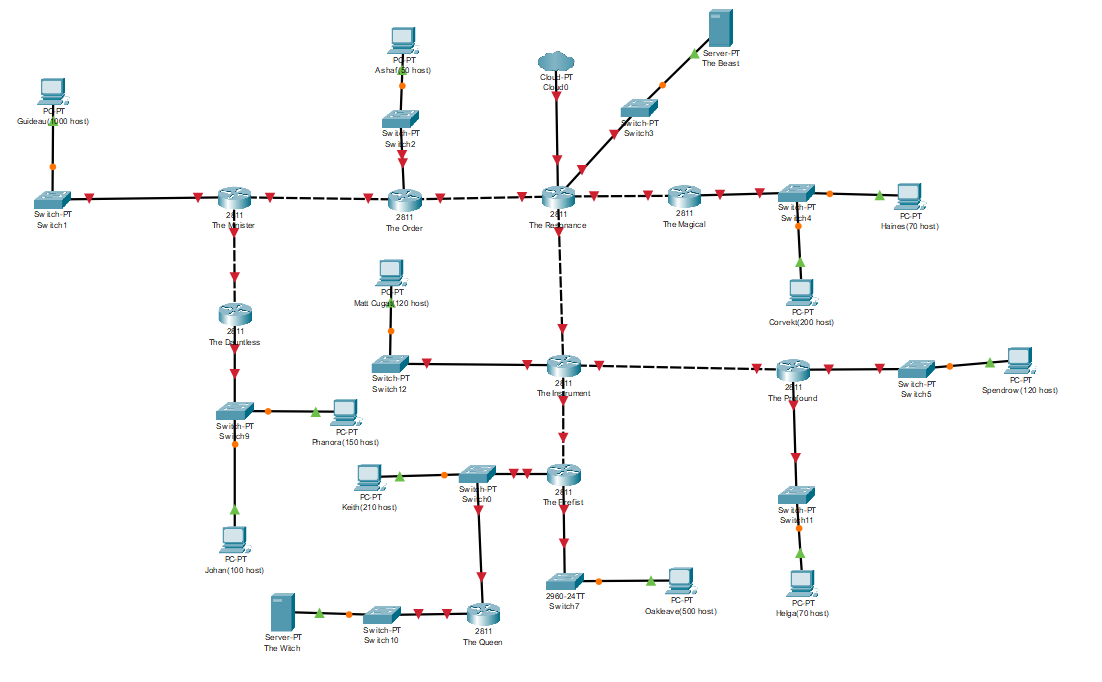 Server-PT
The Beast
PC-PT
Ashaf(50 host)
Cloud-PT
Cloud0
PC-PT
Guideau(4000 host)
Switch-PT
Switch3
Switch-PT
Switch2
Switch-PT
Switch1
2811
The Minister
2811
The Order
2811
The Resonance
2811
The Magical
Switch-PT
Switch4
PC-PT
Haines(70 host)
PC-PT
Matt Cugat(120 host)
PC-PT
Corvekt(200 host)
2811
The Dauntless
Switch-PT
Switch12
2811
The Instrument
2811
The Profound
Switch-PT
Switch5
PC-PT
Spendrow (120 host)
Switch-PT
Switch9
PC-PT
Phanora(150 host)
PC-PT
Keith(210 host)
Switch-PT
Switch0
2811
Switch-PT
Switch11
PC-PT
Johan(100 host)
2960-24TT
Switch7
PC-PT
Oakleave(500 host)
PC-PT
Helga(70 host)
Server-PT
The Witch
Switch-PT
Switch10
2811
The Queen